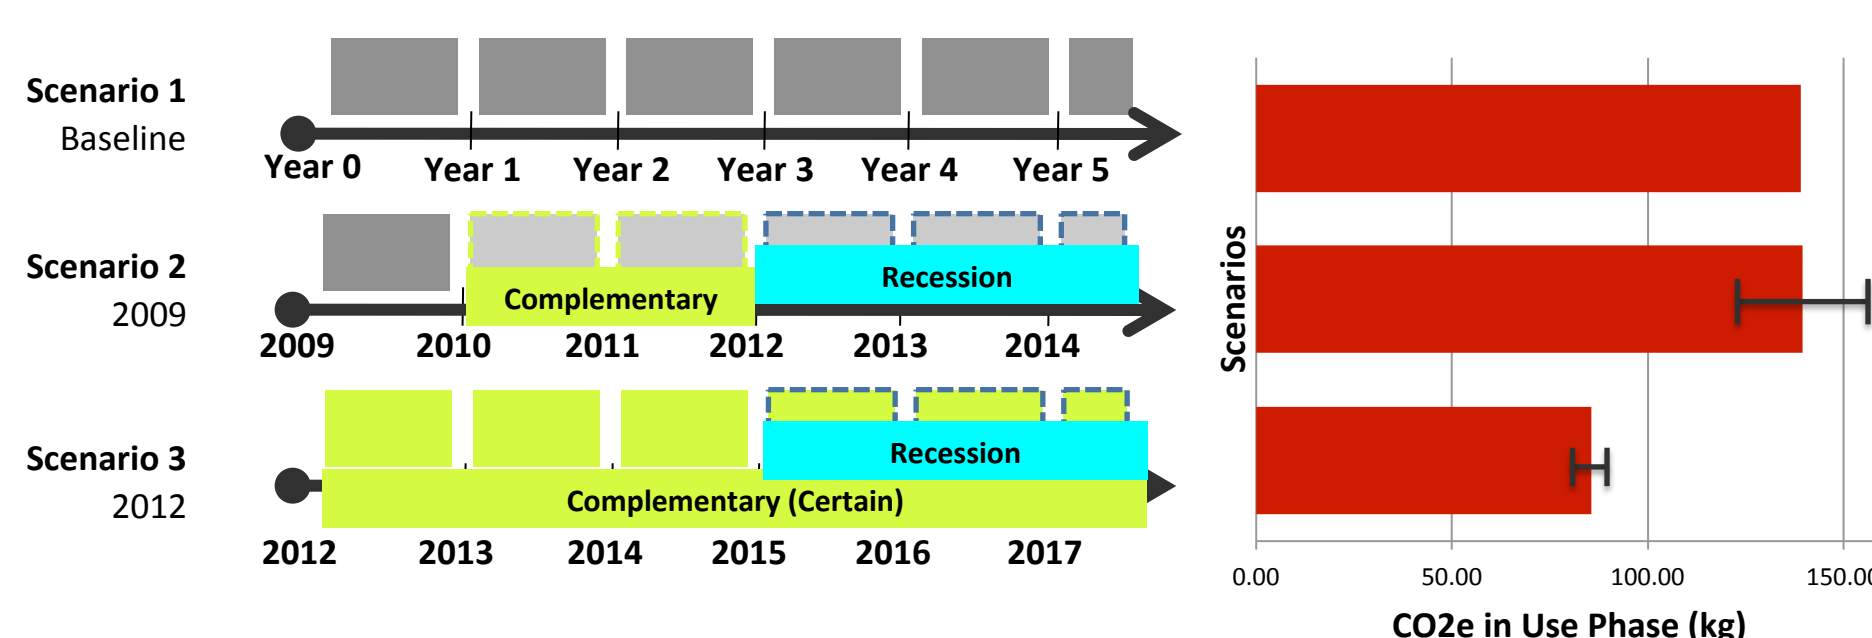 Scenario 1
Baseline
Year 0 Year 1 Year 2 Year 3 Year 4 Year 5
Scenario 2
2009
Complementary
Recession
2009 2010 2011 2012 2013 2014
Scenario 3
2012
Recession
Complementary (Certain)
2012 2013 2014 2015 2016 2017
Scenarios
0.00 50.00 100.00 150.00
CO2e in Use Phase (kg)